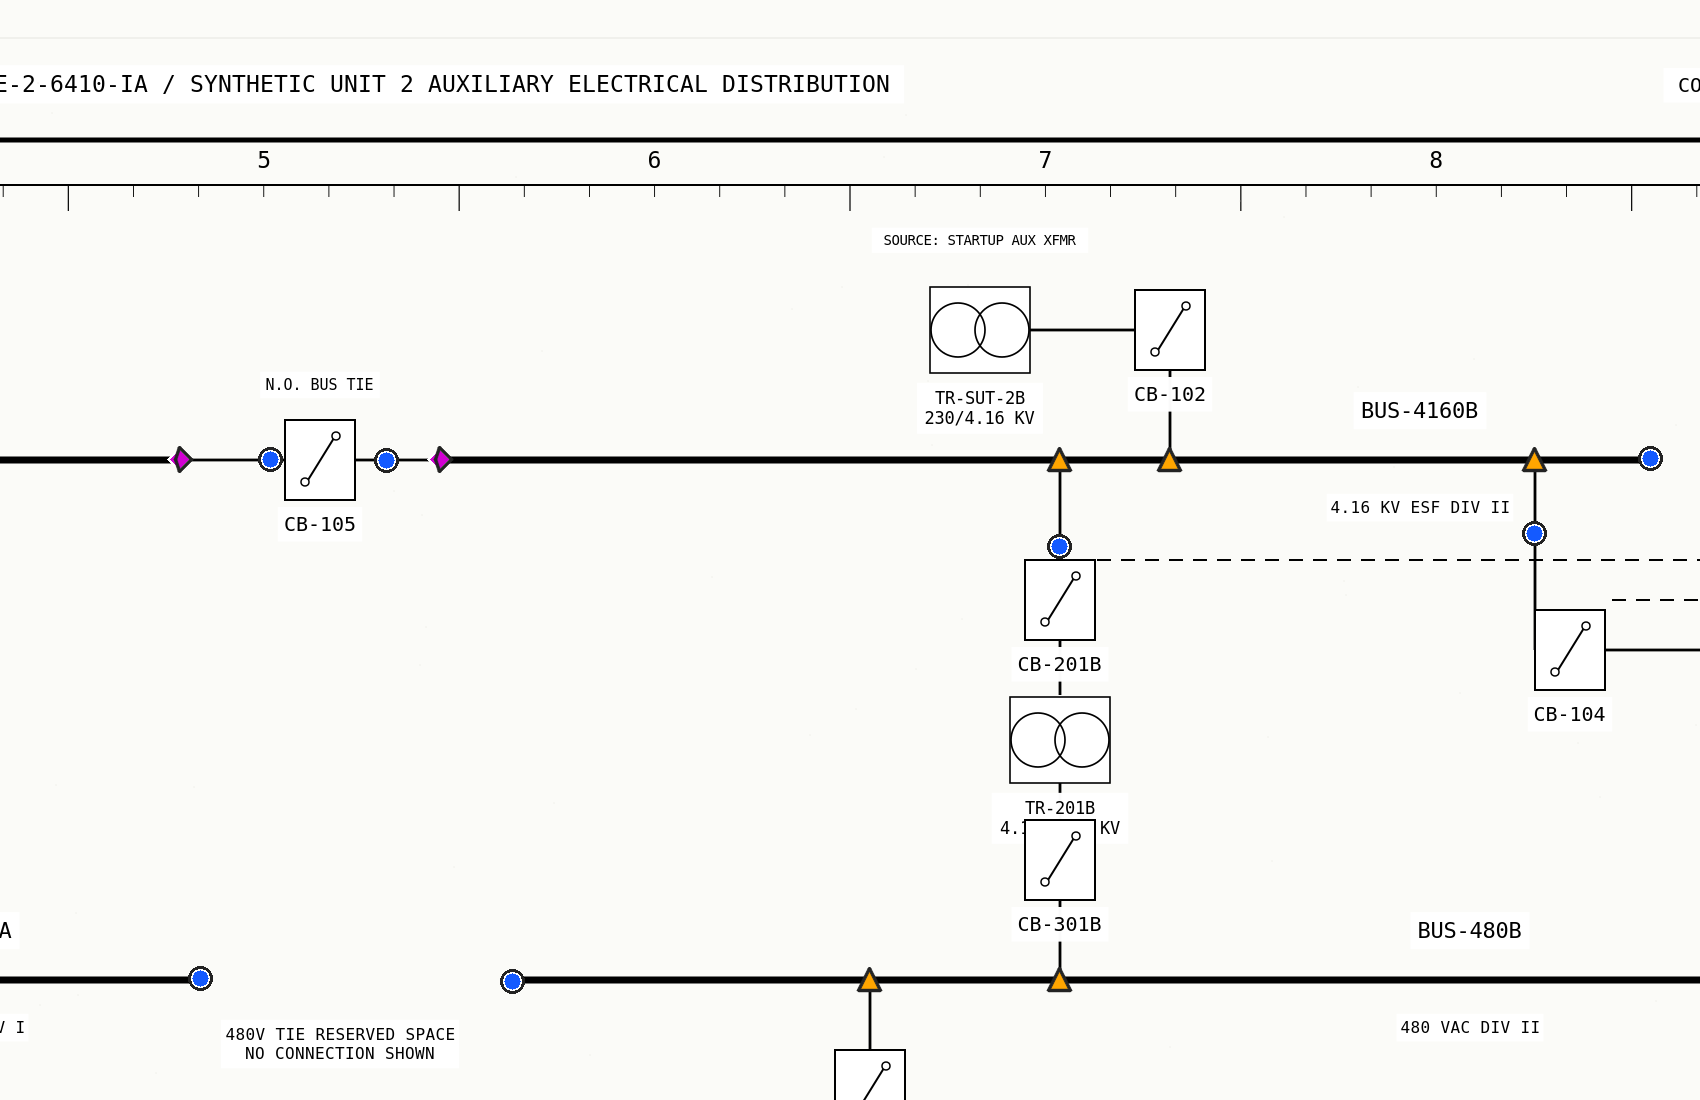 E-2-6410-IA / SYNTHETIC UNIT 2 AUXILIARY ELECTRICAL DISTRIBUTION
CO
5 6 7 8
SOURCE: STARTUP AUX XFMR
N.O. BUS TIE
TR-SUT-2B
230/4.16 KV
CB-102
BUS-4160B
CB-105
4.16 KV ESF DIV II
CB-201B
CB-104
TR-201B
KV
CB-301B
A
BUS-480B
V I
480V TIE RESERVED SPACE
NO CONNECTION SHOWN
480 VAC DIV II